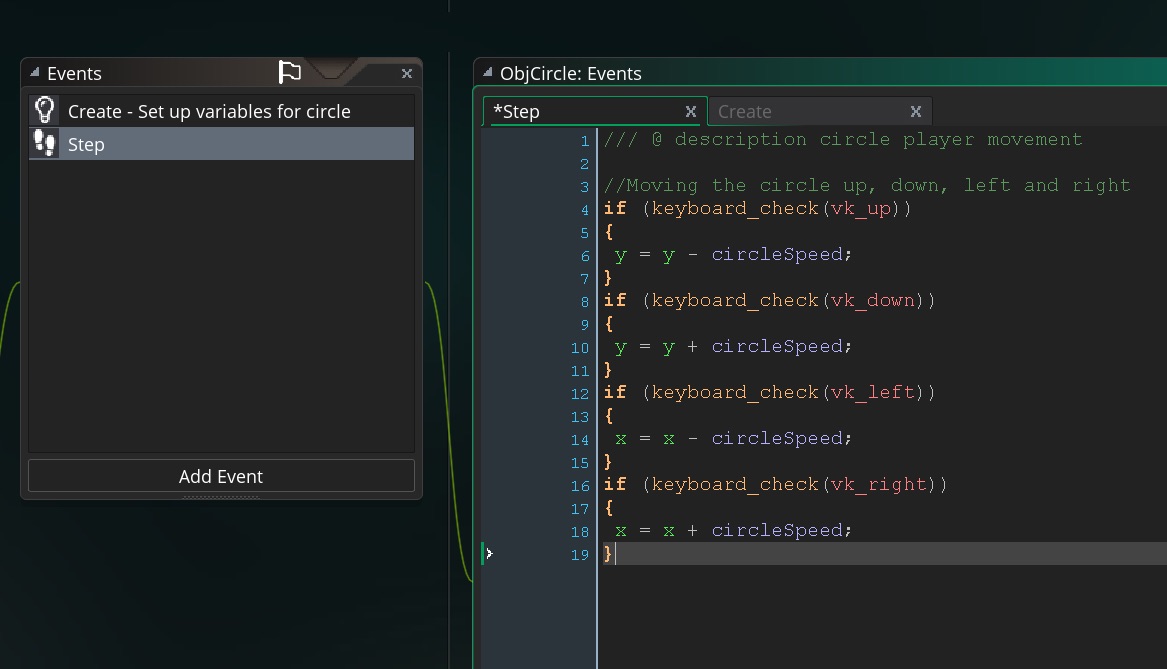 Events
Create - Set up variables for circle
Step
Add Event
ObjCircle: Events
*Step
Create
1 /// @ description circle player movement
2
3 //Moving the circle up, down, left and right
4 if (keyboard_check(vk_up))
5 {
6 y = y - circleSpeed;
7 }
8 if (keyboard_check(vk_down))
9 {
10 y = y + circleSpeed;
11 }
12 if (keyboard_check(vk_left))
13 {
14 x = x - circleSpeed;
15 }
16 if (keyboard_check(vk_right))
17 {
18 x = x + circleSpeed;
19 }